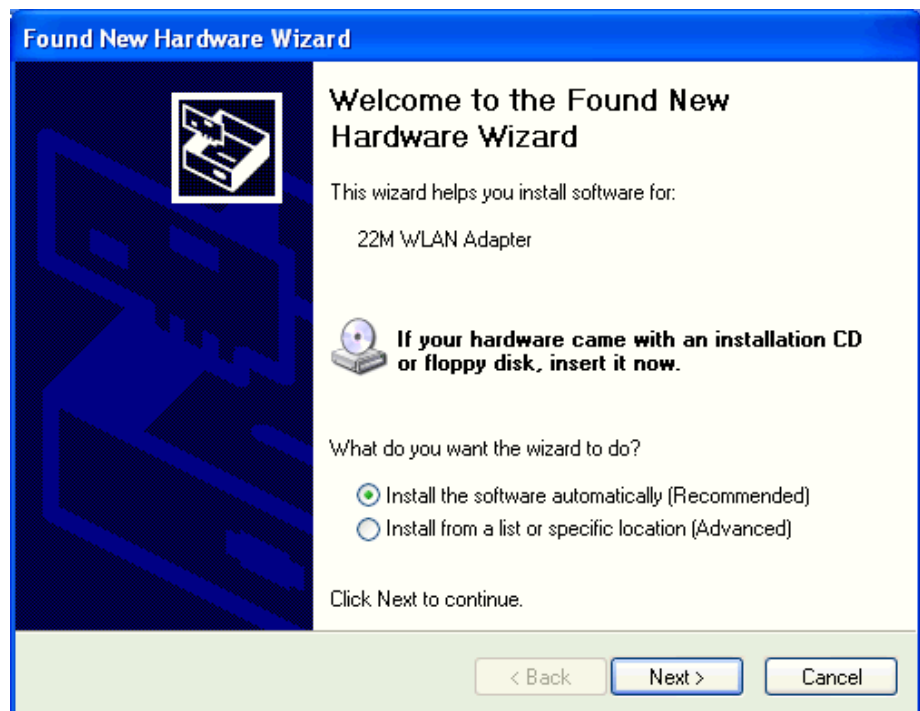 Found New Hardware Wizard
Welcome to the Found New
Hardware Wizard
This wizard helps you install software for:
22M WLAN Adapter
If your hardware came with an installation CD
or floppy disk, insert it now.
What do you want the wizard to do?
Install the software automatically (Recommended)
Install from a list or specific location (Advanced)
Click Next to continue.
< Back Next > Cancel